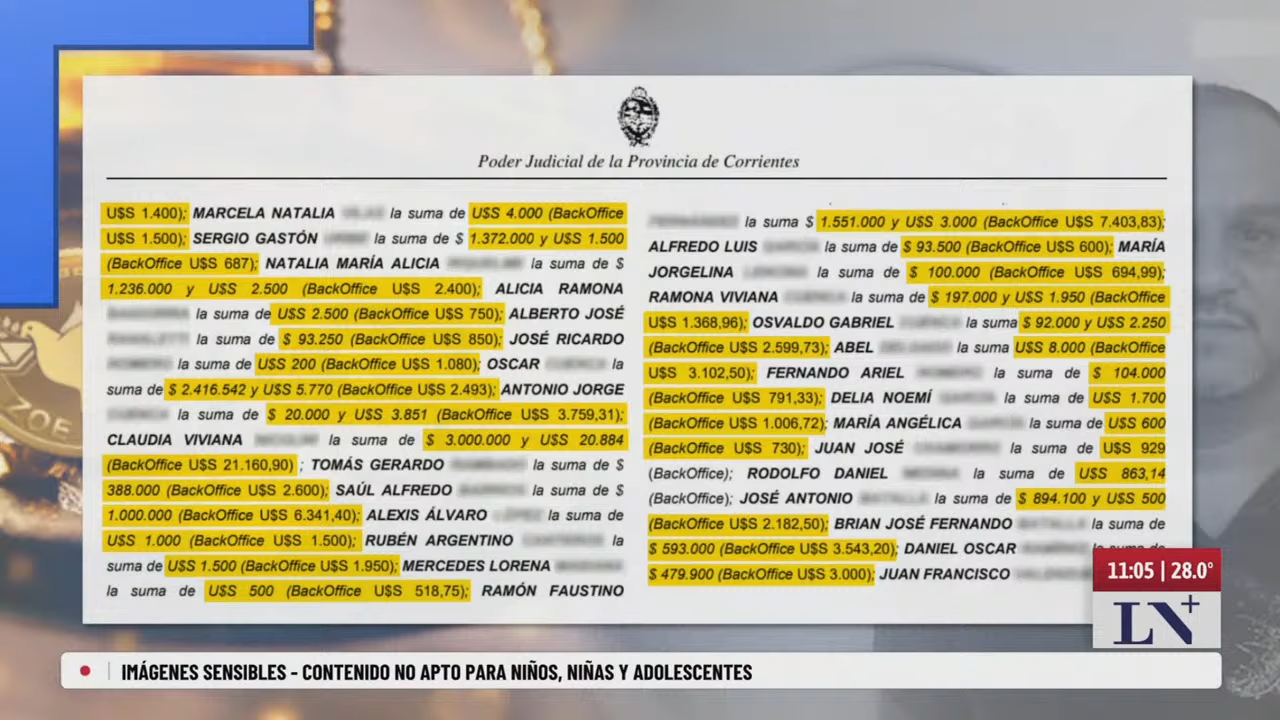 Poder Judicial de la Provincia de Corrientes
U$S 1.400); MARCELA NATALIA la suma de U$S 4.000 (BackOffice
U$S 1.500); SERGIO GASTÓN la suma de $ 1.372.000 y U$S 1.500
(BackOffice U$S 687); NATALIA MARÍA ALICIA la suma de $
1.236.000 y U$S 2.500 (BackOffice U$S 2.400); ALICIA RAMONA
la suma de U$S 2.500 (BackOffice U$S 750); ALBERTO JOSÉ
la suma de $ 93.250 (BackOffice U$S 850); JOSÉ RICARDO
la suma de U$S 200 (BackOffice U$S 1.080); OSCAR la
suma de $ 2.416.542 y U$S 5.770 (BackOffice U$S 2.493); ANTONIO JORGE
la suma de $ 20.000 y U$S 3.851 (BackOffice U$S 3.759,31);
CLAUDIA VIVIANA la suma de $ 3.000.000 y U$S 20.884
(BackOffice U$S 21.160,90) ; TOMÁS GERARDO la suma de $
388.000 (BackOffice U$S 2.600); SAÚL ALFREDO la suma de $
1.000.000 (BackOffice U$S 6.341,40); ALEXIS ÁLVARO la suma de
U$S 1.000 (BackOffice U$S 1.500); RUBÉN ARGENTINO la
suma de U$S 1.500 (BackOffice U$S 1.950); MERCEDES LORENA
la suma de U$S 500 (BackOffice U$S 518,75); RAMÓN FAUSTINO
la suma $ 1.551.000 y U$S 3.000 (BackOffice U$S 7.403,83);
ALFREDO LUIS la suma de $ 93.500 (BackOffice U$S 600); MARÍA
JORGELINA la suma de $ 100.000 (BackOffice U$S 694,99);
RAMONA VIVIANA la suma de $ 197.000 y U$S 1.950 (BackOffice
U$S 1.368,96); OSVALDO GABRIEL la suma $ 92.000 y U$S 2.250
(BackOffice U$S 2.599,73); ABEL la suma U$S 8.000 (BackOffice
U$S 3.102,50); FERNANDO ARIEL la suma de $ 104.000
(BackOffice U$S 791,33); DELIA NOEMÍ la suma de U$S 1.700
(BackOffice U$S 1.006,72); MARÍA ANGÉLICA la suma de U$S 600
(BackOffice U$S 730); JUAN JOSÉ la suma de U$S 929
(BackOffice); RODOLFO DANIEL la suma de U$S 863,14
(BackOffice); JOSÉ ANTONIO la suma de $ 894.100 y U$S 500
(BackOffice U$S 2.182,50); BRIAN JOSÉ FERNANDO la suma de
$ 593.000 (BackOffice U$S 3.543,20); DANIEL OSCAR la suma de
$ 479.900 (BackOffice U$S 3.000); JUAN FRANCISCO
ZOE
11:05 | 28.0°
LN+
IMÁGENES SENSIBLES - CONTENIDO NO APTO PARA NIÑOS, NIÑAS Y ADOLESCENTES